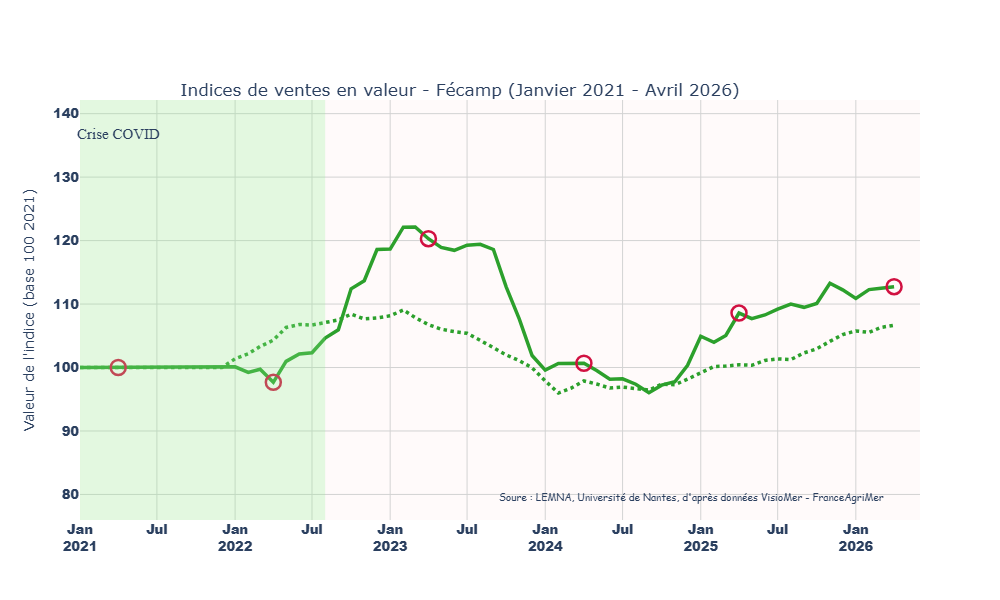 Indices de ventes en valeur - Fécamp (Janvier 2021 - Avril 2026)
140
Crise COVID
130
120
110
100
90
80
Valeur de l'indice (base 100 2021)
Soure : LEMNA, Université de Nantes, d'après données VisioMer - FranceAgriMer
Jan Jul Jan Jul Jan Jul Jan Jul Jan Jul Jan
2021 2022 2023 2024 2025 2026